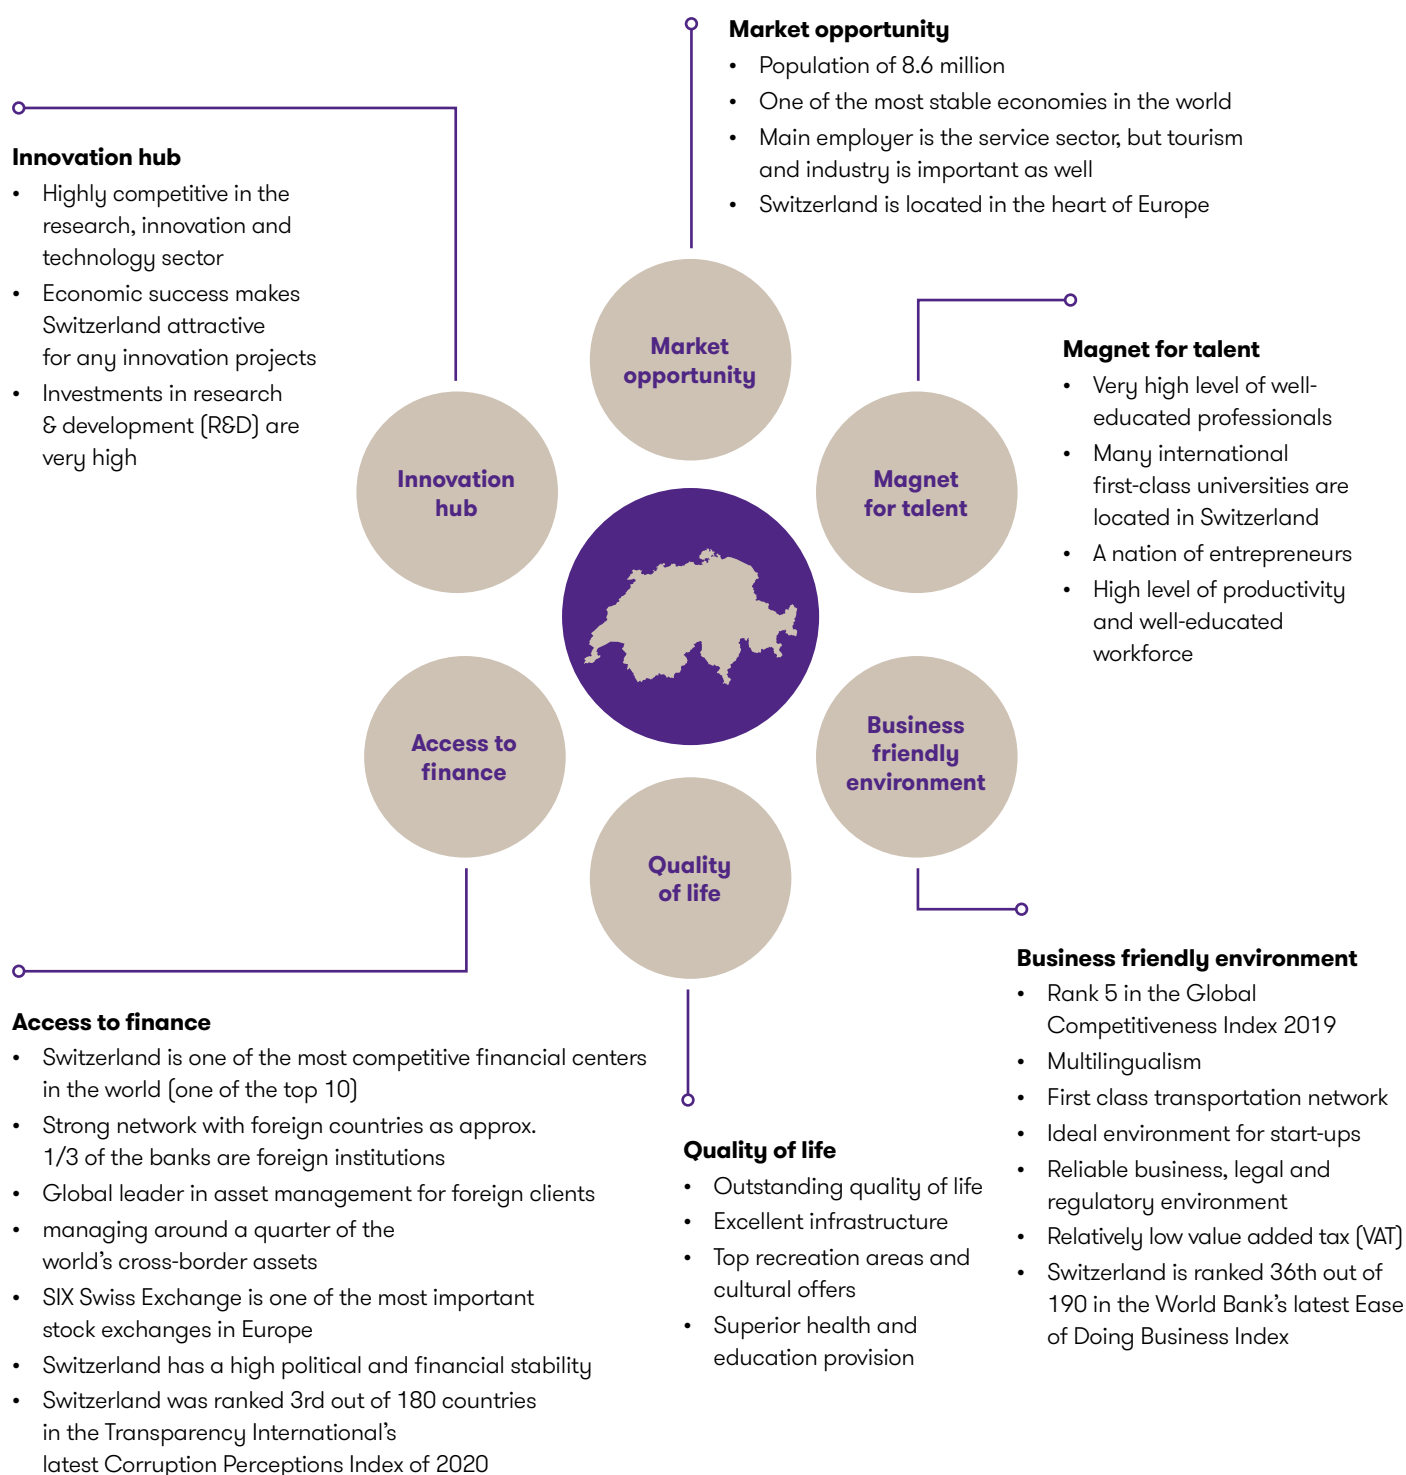 Market opportunity
• Population of 8.6 million
• One of the most stable economies in the world
• Main employer is the service sector, but tourism
and industry is important as well
• Switzerland is located in the heart of Europe
Innovation hub
• Highly competitive in the
research, innovation and
technology sector
• Economic success makes
Switzerland attractive
for any innovation projects
• Investments in research
& development (R&D) are
very high
Market
opportunity
Magnet for talent
• Very high level of well-
educated professionals
• Many international
first-class universities are
located in Switzerland
• A nation of entrepreneurs
• High level of productivity
and well-educated
workforce
Innovation
hub
Magnet
for talent
Access to
finance
Business
friendly
environment
Quality
of life
Business friendly environment
• Rank 5 in the Global
Competitiveness Index 2019
• Multilingualism
• First class transportation network
• Ideal environment for start-ups
• Reliable business, legal and
regulatory environment
• Relatively low value added tax (VAT)
• Switzerland is ranked 36th out of
190 in the World Bank's latest Ease
of Doing Business Index
Access to finance
• Switzerland is one of the most competitive financial centers
in the world (one of the top 10)
• Strong network with foreign countries as approx.
1/3 of the banks are foreign institutions
• Global leader in asset management for foreign clients
• managing around a quarter of the
world's cross-border assets
• SIX Swiss Exchange is one of the most important
stock exchanges in Europe
• Switzerland has a high political and financial stability
• Switzerland was ranked 3rd out of 180 countries
in the Transparency International's
latest Corruption Perceptions Index of 2020
Quality of life
• Outstanding quality of life
• Excellent infrastructure
• Top recreation areas and
cultural offers
• Superior health and
education provision